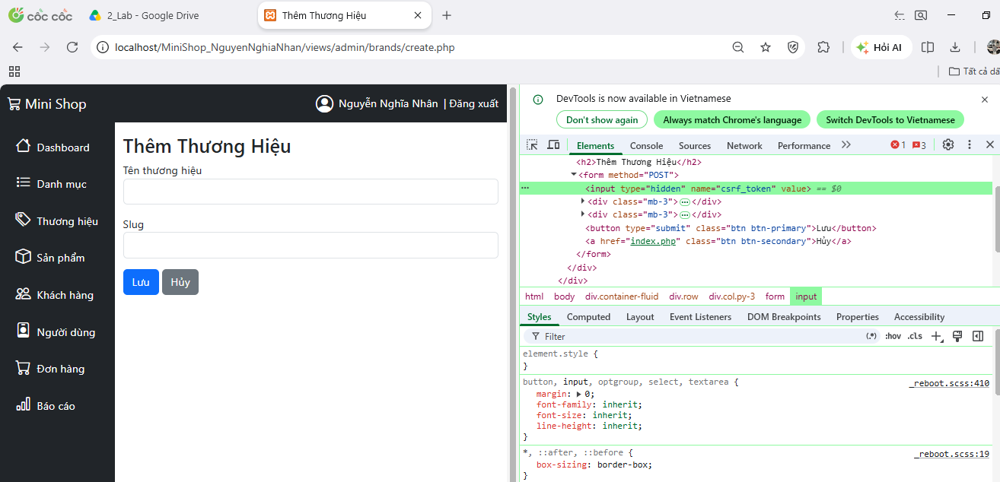 cốc cốc
2_Lab - Google Drive
Thêm Thương Hiệu
localhost/MiniShop_NguyenNghiaNhan/views/admin/brands/create.php
Hỏi AI
Tất cả dấ
Mini Shop
Nguyễn Nghĩa Nhân | Đăng xuất
Dashboard
Danh mục
Thương hiệu
Sản phẩm
Khách hàng
Người dùng
Đơn hàng
Báo cáo
Thêm Thương Hiệu
Tên thương hiệu
Slug
Lưu Hủy
DevTools is now available in Vietnamese
Don't show again Always match Chrome's language Switch DevTools to Vietnamese
Elements Console Sources Network Performance 1 3
<h2>Thêm Thương Hiệu</h2>
<form method="POST">
<input type="hidden" name="csrf_token" value> == $0
<div class="mb-3"></div>
<div class="mb-3"></div>
<button type="submit" class="btn btn-primary">Lưu</button>
<a href="index.php" class="btn btn-secondary">Hủy</a>
</form>
</div>
</div>
html body div.container-fluid div.row div.col.py-3 form input
Styles Computed Layout Event Listeners DOM Breakpoints Properties Accessibility
Filter (.*) :hov .cls
element.style {
}
button, input, optgroup, select, textarea { _reboot.scss:410
margin: 0;
font-family: inherit;
font-size: inherit;
line-height: inherit;
}
*, ::after, ::before { _reboot.scss:19
box-sizing: border-box;
}